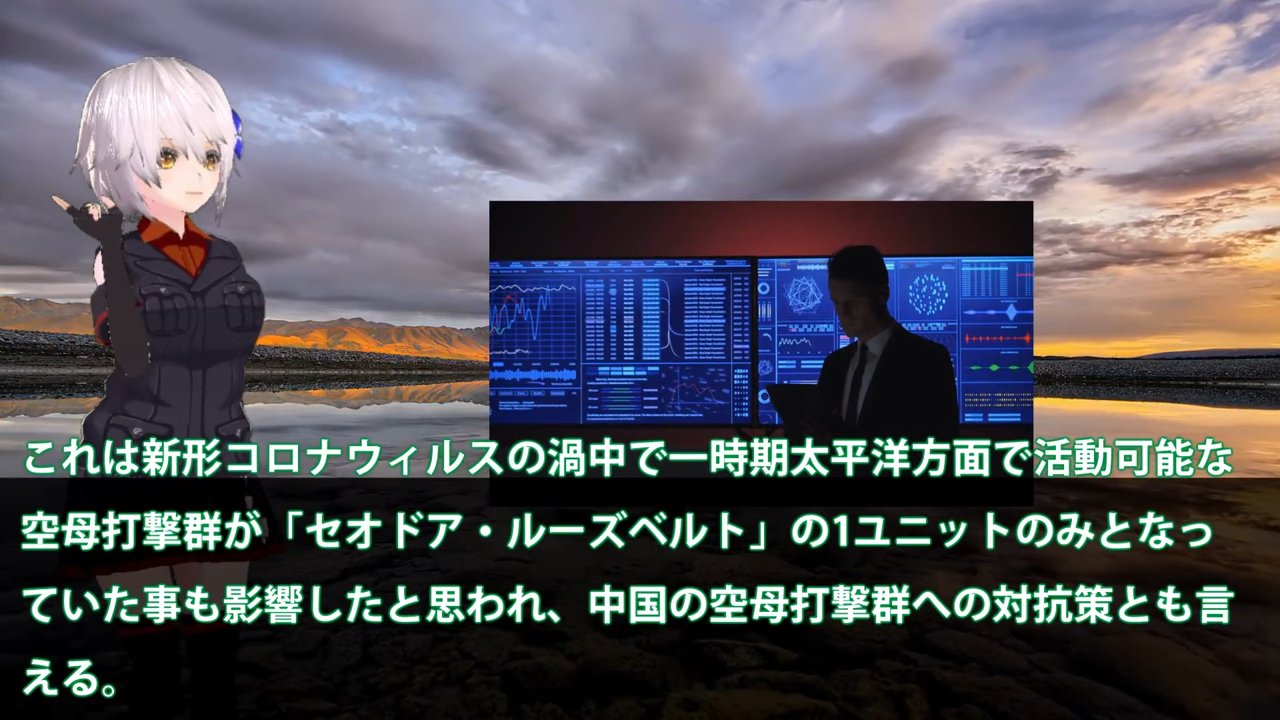 これは新形コロナウィルスの渦中で一時期太平洋方面で活動可能な
空母打撃群が「セオドア・ルーズベルト」の1ユニットのみとなっ
ていた事も影響したと思われ、中国の空母打撃群への対抗策とも言
える。